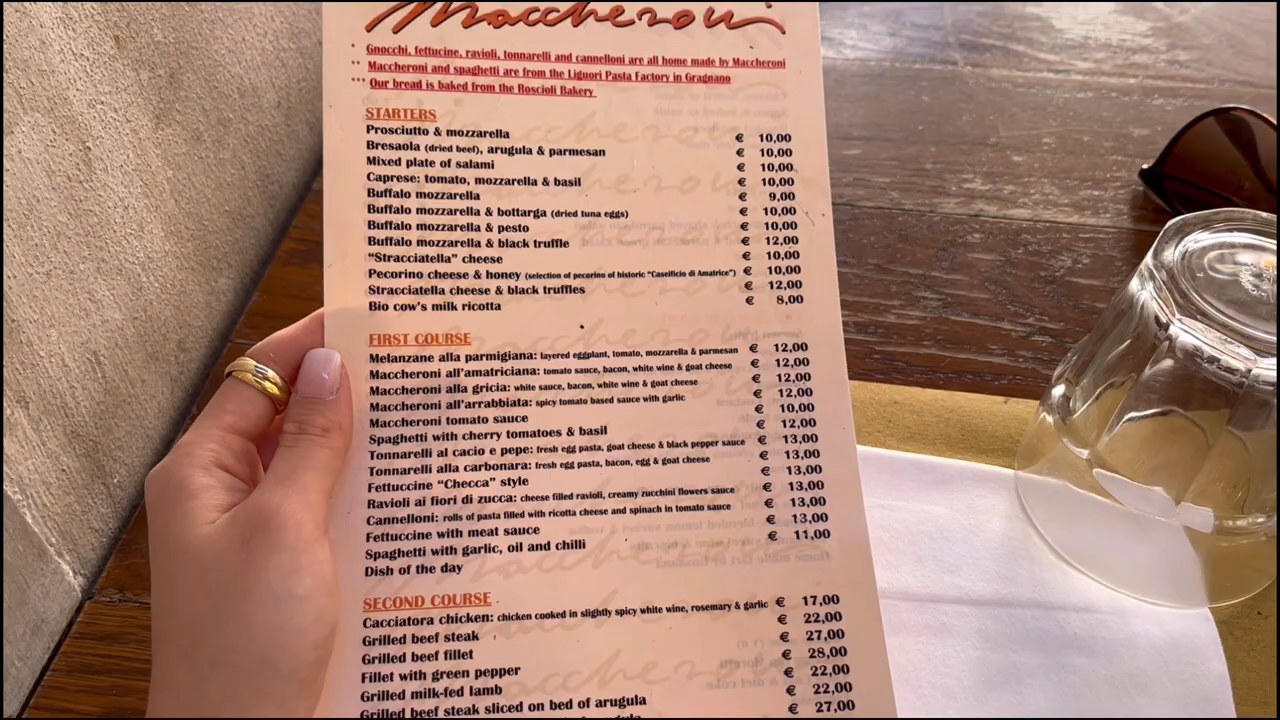 Maccheroni
* Gnocchi, fettucine, ravioli, tonnarelli and cannelloni are all home made by Maccheroni
** Maccheroni and spaghetti are from the Liguori Pasta Factory in Gragnano
*** Our bread is baked from the Roscioli Bakery
STARTERS
Prosciutto & mozzarella € 10,00
Bresaola (dried beef), arugula & parmesan € 10,00
Mixed plate of salami € 10,00
Caprese: tomato, mozzarella & basil € 10,00
Buffalo mozzarella € 9,00
Buffalo mozzarella & bottarga (dried tuna eggs) € 10,00
Buffalo mozzarella & pesto € 10,00
Buffalo mozzarella & black truffle € 12,00
"Stracciatella" cheese € 10,00
Pecorino cheese & honey (selection of pecorino of historic "Caseificio di Amatrice") € 10,00
Stracciatella cheese & black truffles € 12,00
Bio cow's milk ricotta € 8,00
FIRST COURSE
Melanzane alla parmigiana: layered eggplant, tomato, mozzarella & parmesan € 12,00
Maccheroni all'amatriciana: tomato sauce, bacon, white wine & goat cheese € 12,00
Maccheroni alla gricia: white sauce, bacon, white wine & goat cheese € 12,00
Maccheroni all'arrabbiata: spicy tomato based sauce with garlic € 12,00
Maccheroni tomato sauce € 10,00
Spaghetti with cherry tomatoes & basil € 12,00
Tonnarelli al cacio e pepe: fresh egg pasta, goat cheese & black pepper sauce € 13,00
Tonnarelli alla carbonara: fresh egg pasta, bacon, egg & goat cheese € 13,00
Fettuccine "Checca" style € 13,00
Ravioli ai fiori di zucca: cheese filled ravioli, creamy zucchini flowers sauce € 13,00
Cannelloni: rolls of pasta filled with ricotta cheese and spinach in tomato sauce € 13,00
Fettuccine with meat sauce € 13,00
Spaghetti with garlic, oil and chilli € 11,00
Dish of the day
SECOND COURSE
Cacciatora chicken: chicken cooked in slightly spicy white wine, rosemary & garlic € 17,00
Grilled beef steak € 22,00
Grilled beef fillet € 27,00
Fillet with green pepper € 28,00
Grilled milk-fed lamb € 22,00
Grilled beef steak sliced on bed of arugula € 22,00
€ 27,00